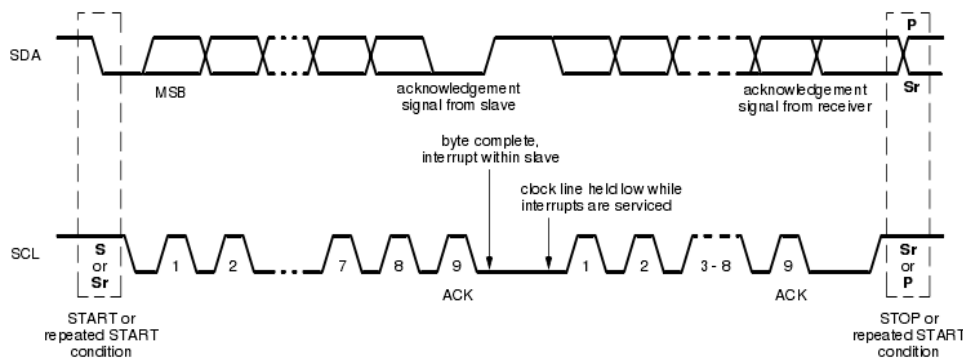 P
SDA
MSB
acknowledgement
signal from slave
acknowledgement
signal from receiver
Sr
byte complete,
interrupt within slave
clock line held low while
interrupts are serviced
SCL
S
or
Sr
1
2
7
8
9
1
2
3 - 8
9
Sr
or
P
ACK
ACK
START or
repeated START
condition
STOP or
repeated START
condition